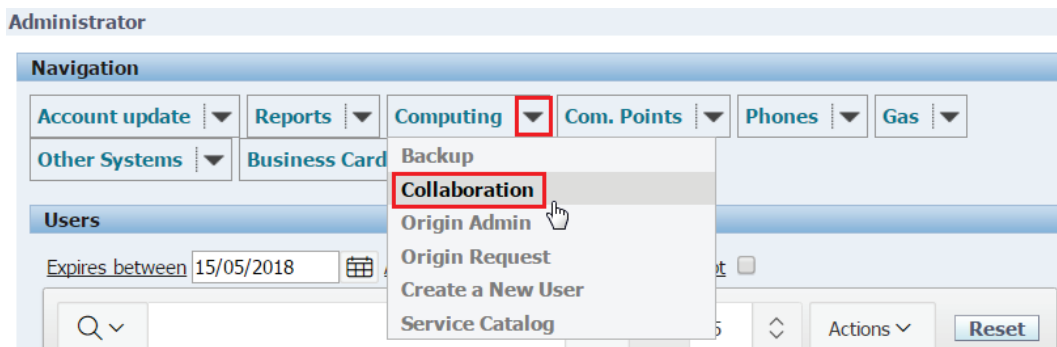 Administrator
Navigation
Account update Reports Computing Com. Points Phones Gas
Other Systems Business Card
Backup
Collaboration
Origin Admin
Origin Request
Create a New User
Service Catalog
Users
Expires between 15/05/2018
Actions Reset